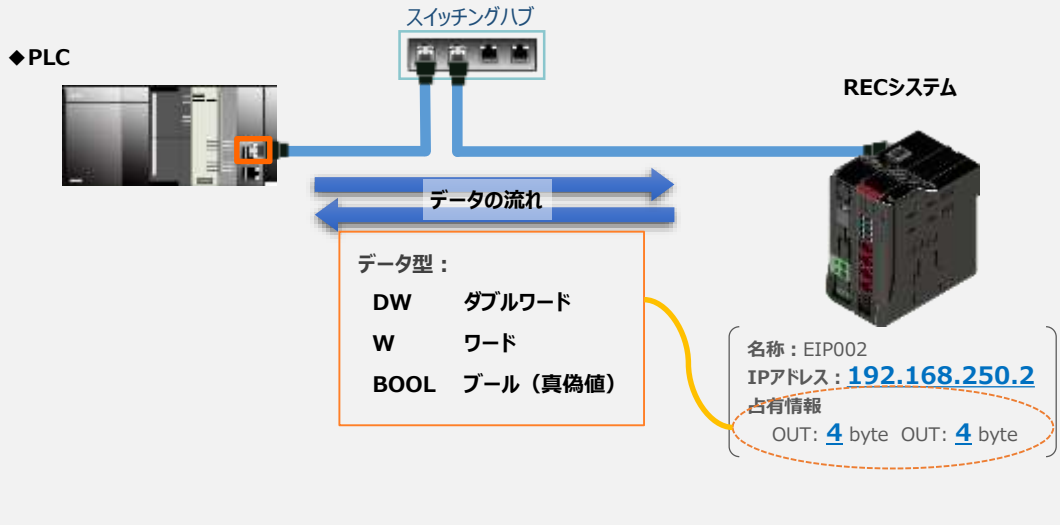 スイッチングハブ
◆PLC
RECシステム
データの流れ
データ型：
DW ダブルワード
W ワード
BOOL ブール（真偽値）
名称：EIP002
IPアドレス：192.168.250.2
占有情報
OUT: 4 byte OUT: 4 byte